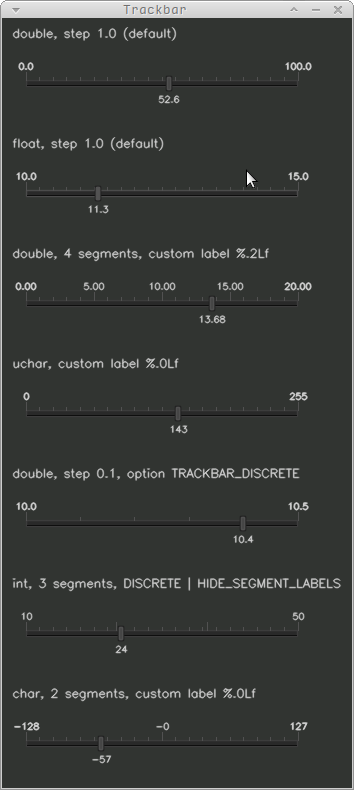 Trackbar
double, step 1.0 (default)
0.0 100.0
52.6
float, step 1.0 (default)
10.0 15.0
11.3
double, 4 segments, custom label %.2Lf
0.00 5.00 10.00 15.00 20.00
13.68
uchar, custom label %.0Lf
0 255
143
double, step 0.1, option TRACKBAR_DISCRETE
10.0 10.5
10.4
int, 3 segments, DISCRETE | HIDE_SEGMENT_LABELS
10 50
24
char, 2 segments, custom label %.0Lf
-128 -0 127
-57